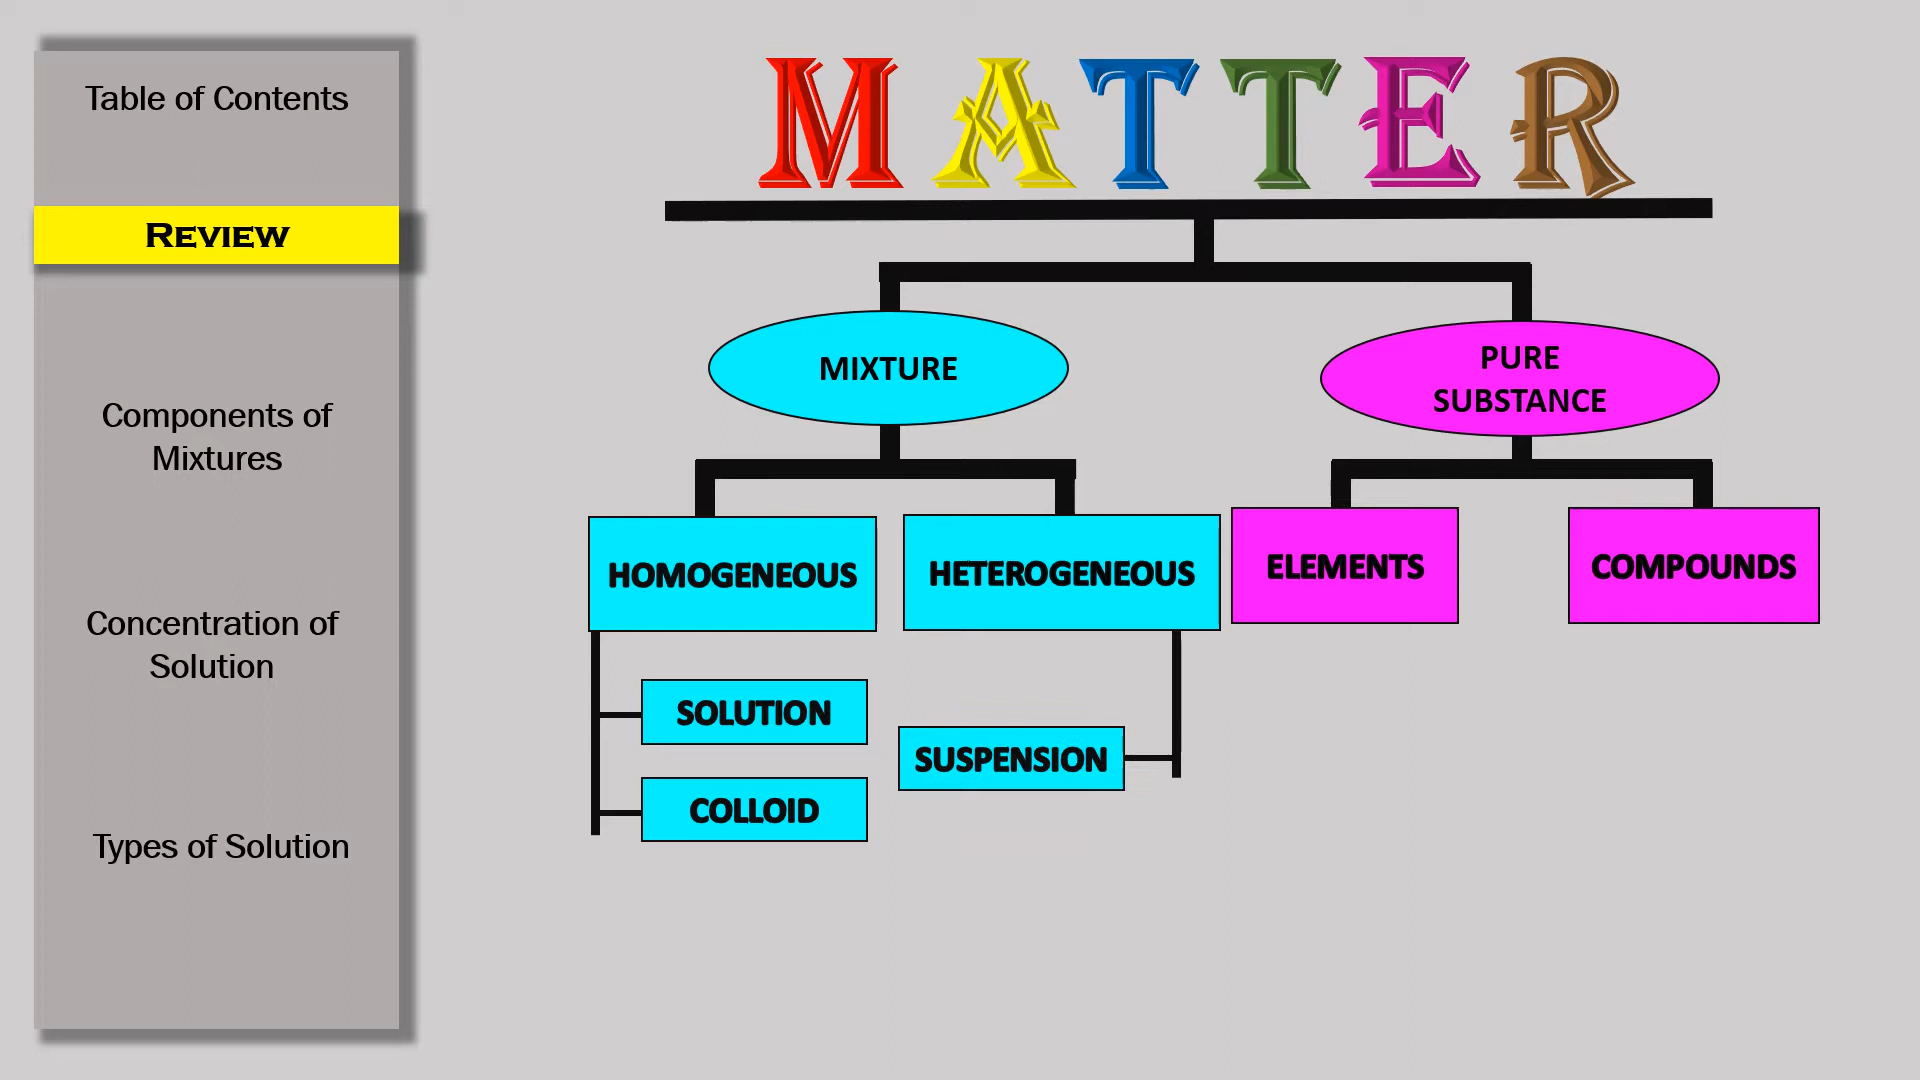 Table of Contents
REVIEW
Components of
Mixtures
Concentration of
Solution
Types of Solution
MATTER
MIXTURE
PURE
SUBSTANCE
HOMOGENEOUS
HETEROGENEOUS
ELEMENTS
COMPOUNDS
SOLUTION
SUSPENSION
COLLOID